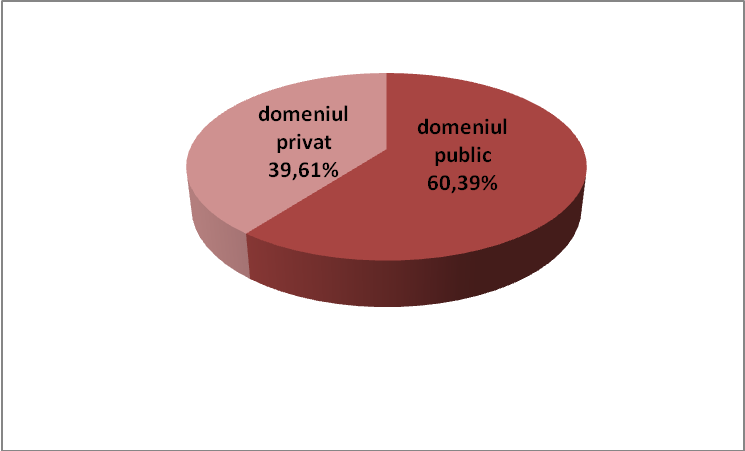 domeniul
privat
39,61%
domeniul
public
60,39%